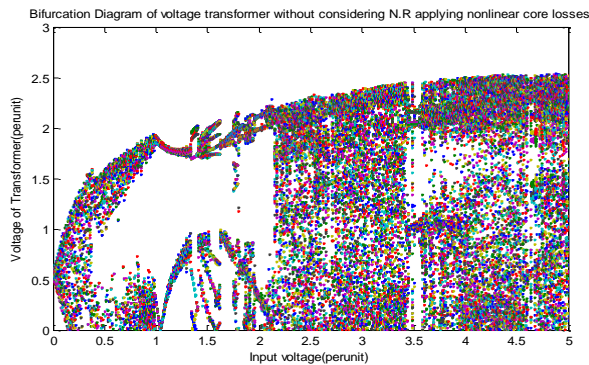 Bifurcation Diagram of voltage transformer without considering N.R applying nonlinear core losses
3
2.5
2
1.5
1
0.5
0
Voltage of Transformer(perunit)
0 0.5 1 1.5 2 2.5 3 3.5 4 4.5 5
Input voltage(perunit)